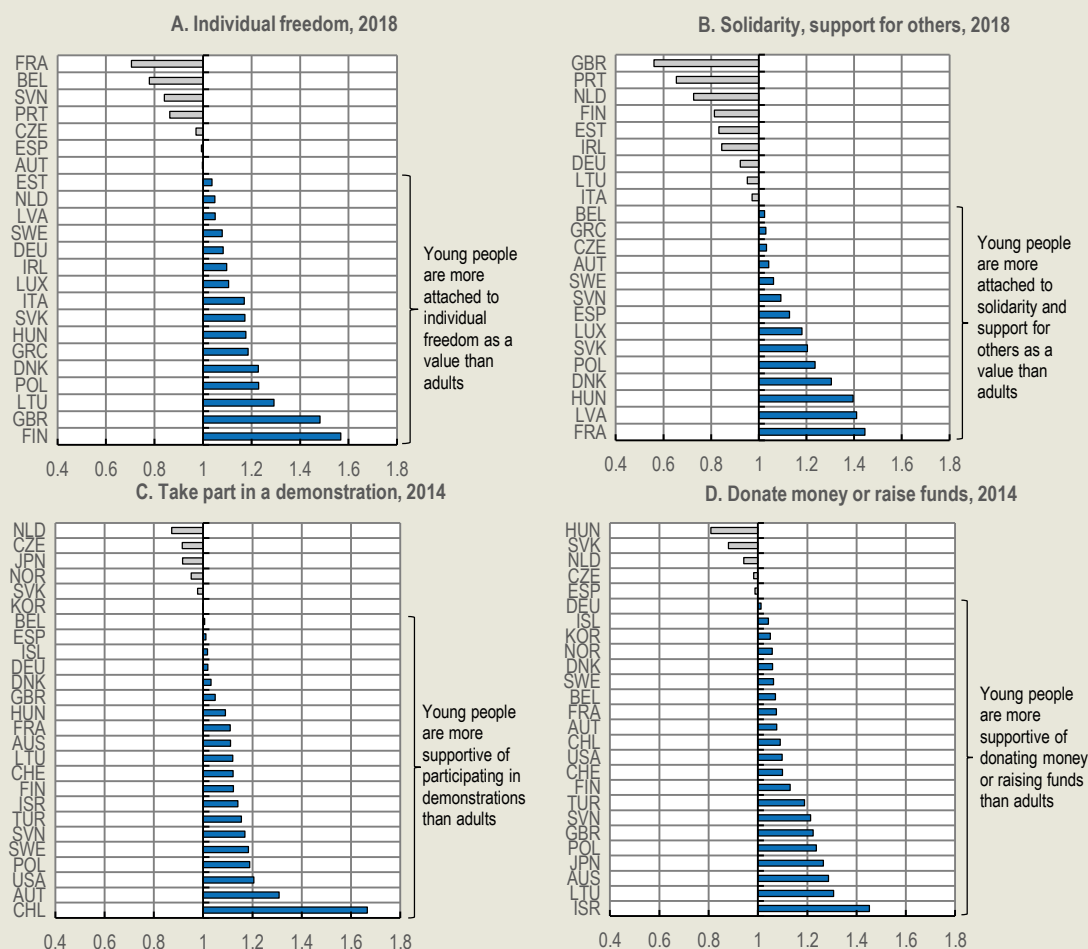 A. Individual freedom, 2018
FRA
BEL
SVN
PRT
CZE
ESP
AUT
EST
NLD
LVA
SWE
DEU
IRL
LUX
ITA
SVK
HUN
GRC
DNK
POL
LTU
GBR
FIN
0.4 0.6 0.8 1 1.2 1.4 1.6 1.8
Young people
are more
attached to
individual
freedom as a
value than
adults
B. Solidarity, support for others, 2018
GBR
PRT
NLD
FIN
EST
IRL
DEU
LTU
ITA
BEL
GRC
CZE
AUT
SWE
SVN
ESP
LUX
SVK
POL
DNK
HUN
LVA
FRA
0.4 0.6 0.8 1 1.2 1.4 1.6 1.8
Young people
are more
attached to
solidarity and
support for
others as a
value than
adults
C. Take part in a demonstration, 2014
NLD
CZE
JPN
NOR
SVK
KOR
BEL
ESP
ISL
DEU
DNK
GBR
HUN
FRA
AUS
LTU
CHE
FIN
ISR
TUR
SVN
SWE
POL
USA
AUT
CHL
0.4 0.6 0.8 1 1.2 1.4 1.6 1.8
Young people
are more
supportive of
participating in
demonstrations
than adults
D. Donate money or raise funds, 2014
HUN
SVK
NLD
CZE
ESP
DEU
ISL
KOR
NOR
DNK
SWE
BEL
FRA
AUT
CHL
USA
CHE
FIN
TUR
SVN
GBR
POL
JPN
AUS
LTU
ISR
0.4 0.6 0.8 1 1.2 1.4 1.6 1.8
Young people
are more
supportive of
donating money
or raising funds
than adults